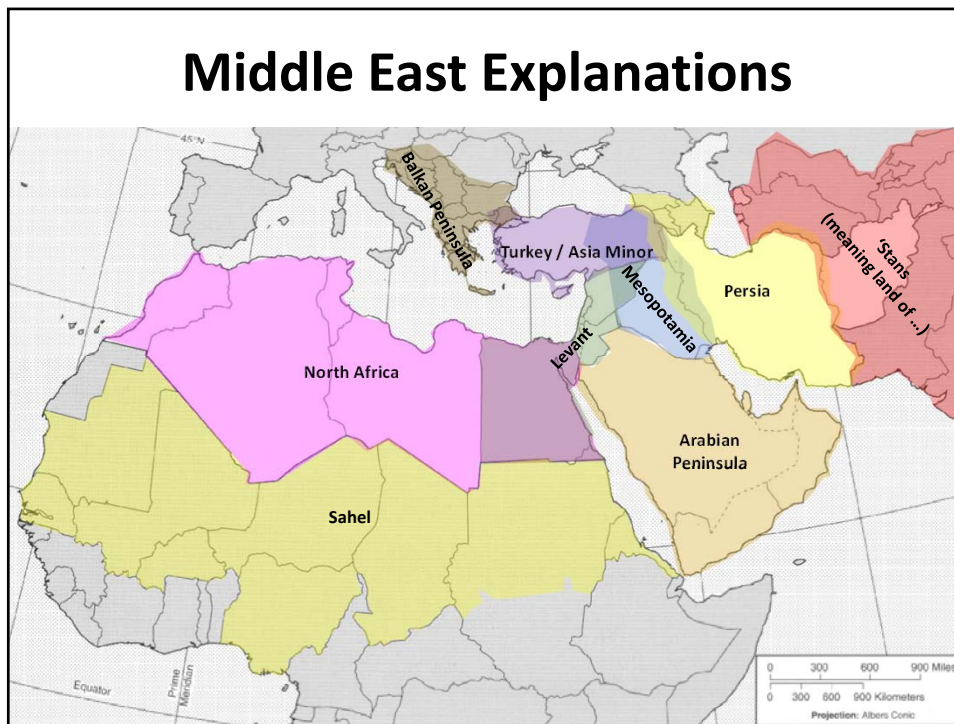 Middle East Explanations
45°N
Balkan Peninsula
Turkey / Asia Minor
Mesopotamia
Levant
Persia
‘Stans
(meaning land of ...)
North Africa
Arabian
Peninsula
Sahel
Equator
Prime
Meridian
0 300 600 900 Miles
0 300 600 900 Kilometers
Projection: Albers Conic